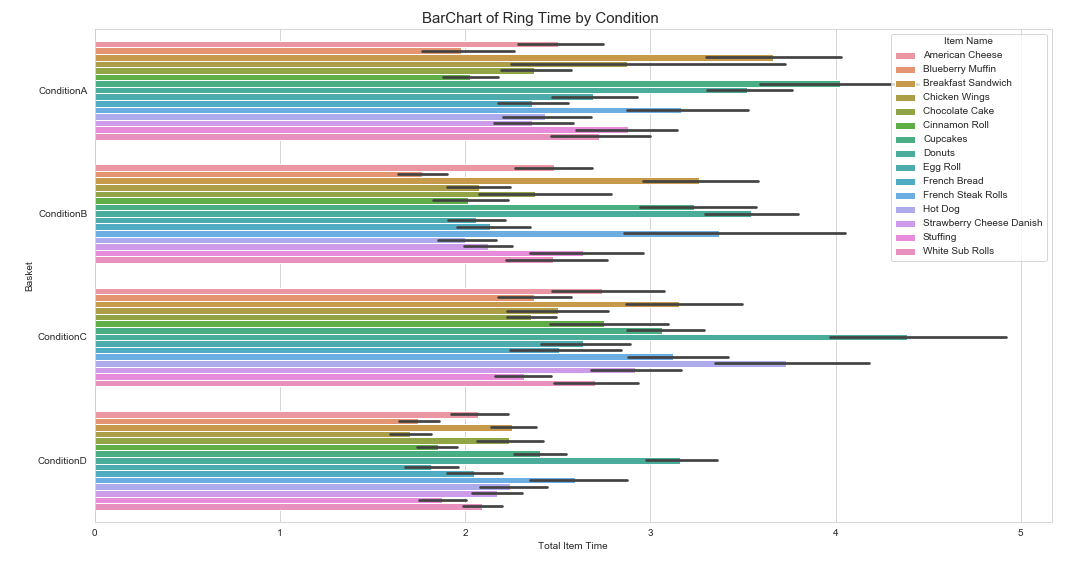 BarChart of Ring Time by Condition
Item Name
American Cheese
Blueberry Muffin
Breakfast Sandwich
Chicken Wings
Chocolate Cake
Cinnamon Roll
Cupcakes
Donuts
Egg Roll
French Bread
French Steak Rolls
Hot Dog
Strawberry Cheese Danish
Stuffing
White Sub Rolls
ConditionA
ConditionB
Basket
ConditionC
ConditionD
0 1 2 3 4 5
Total Item Time